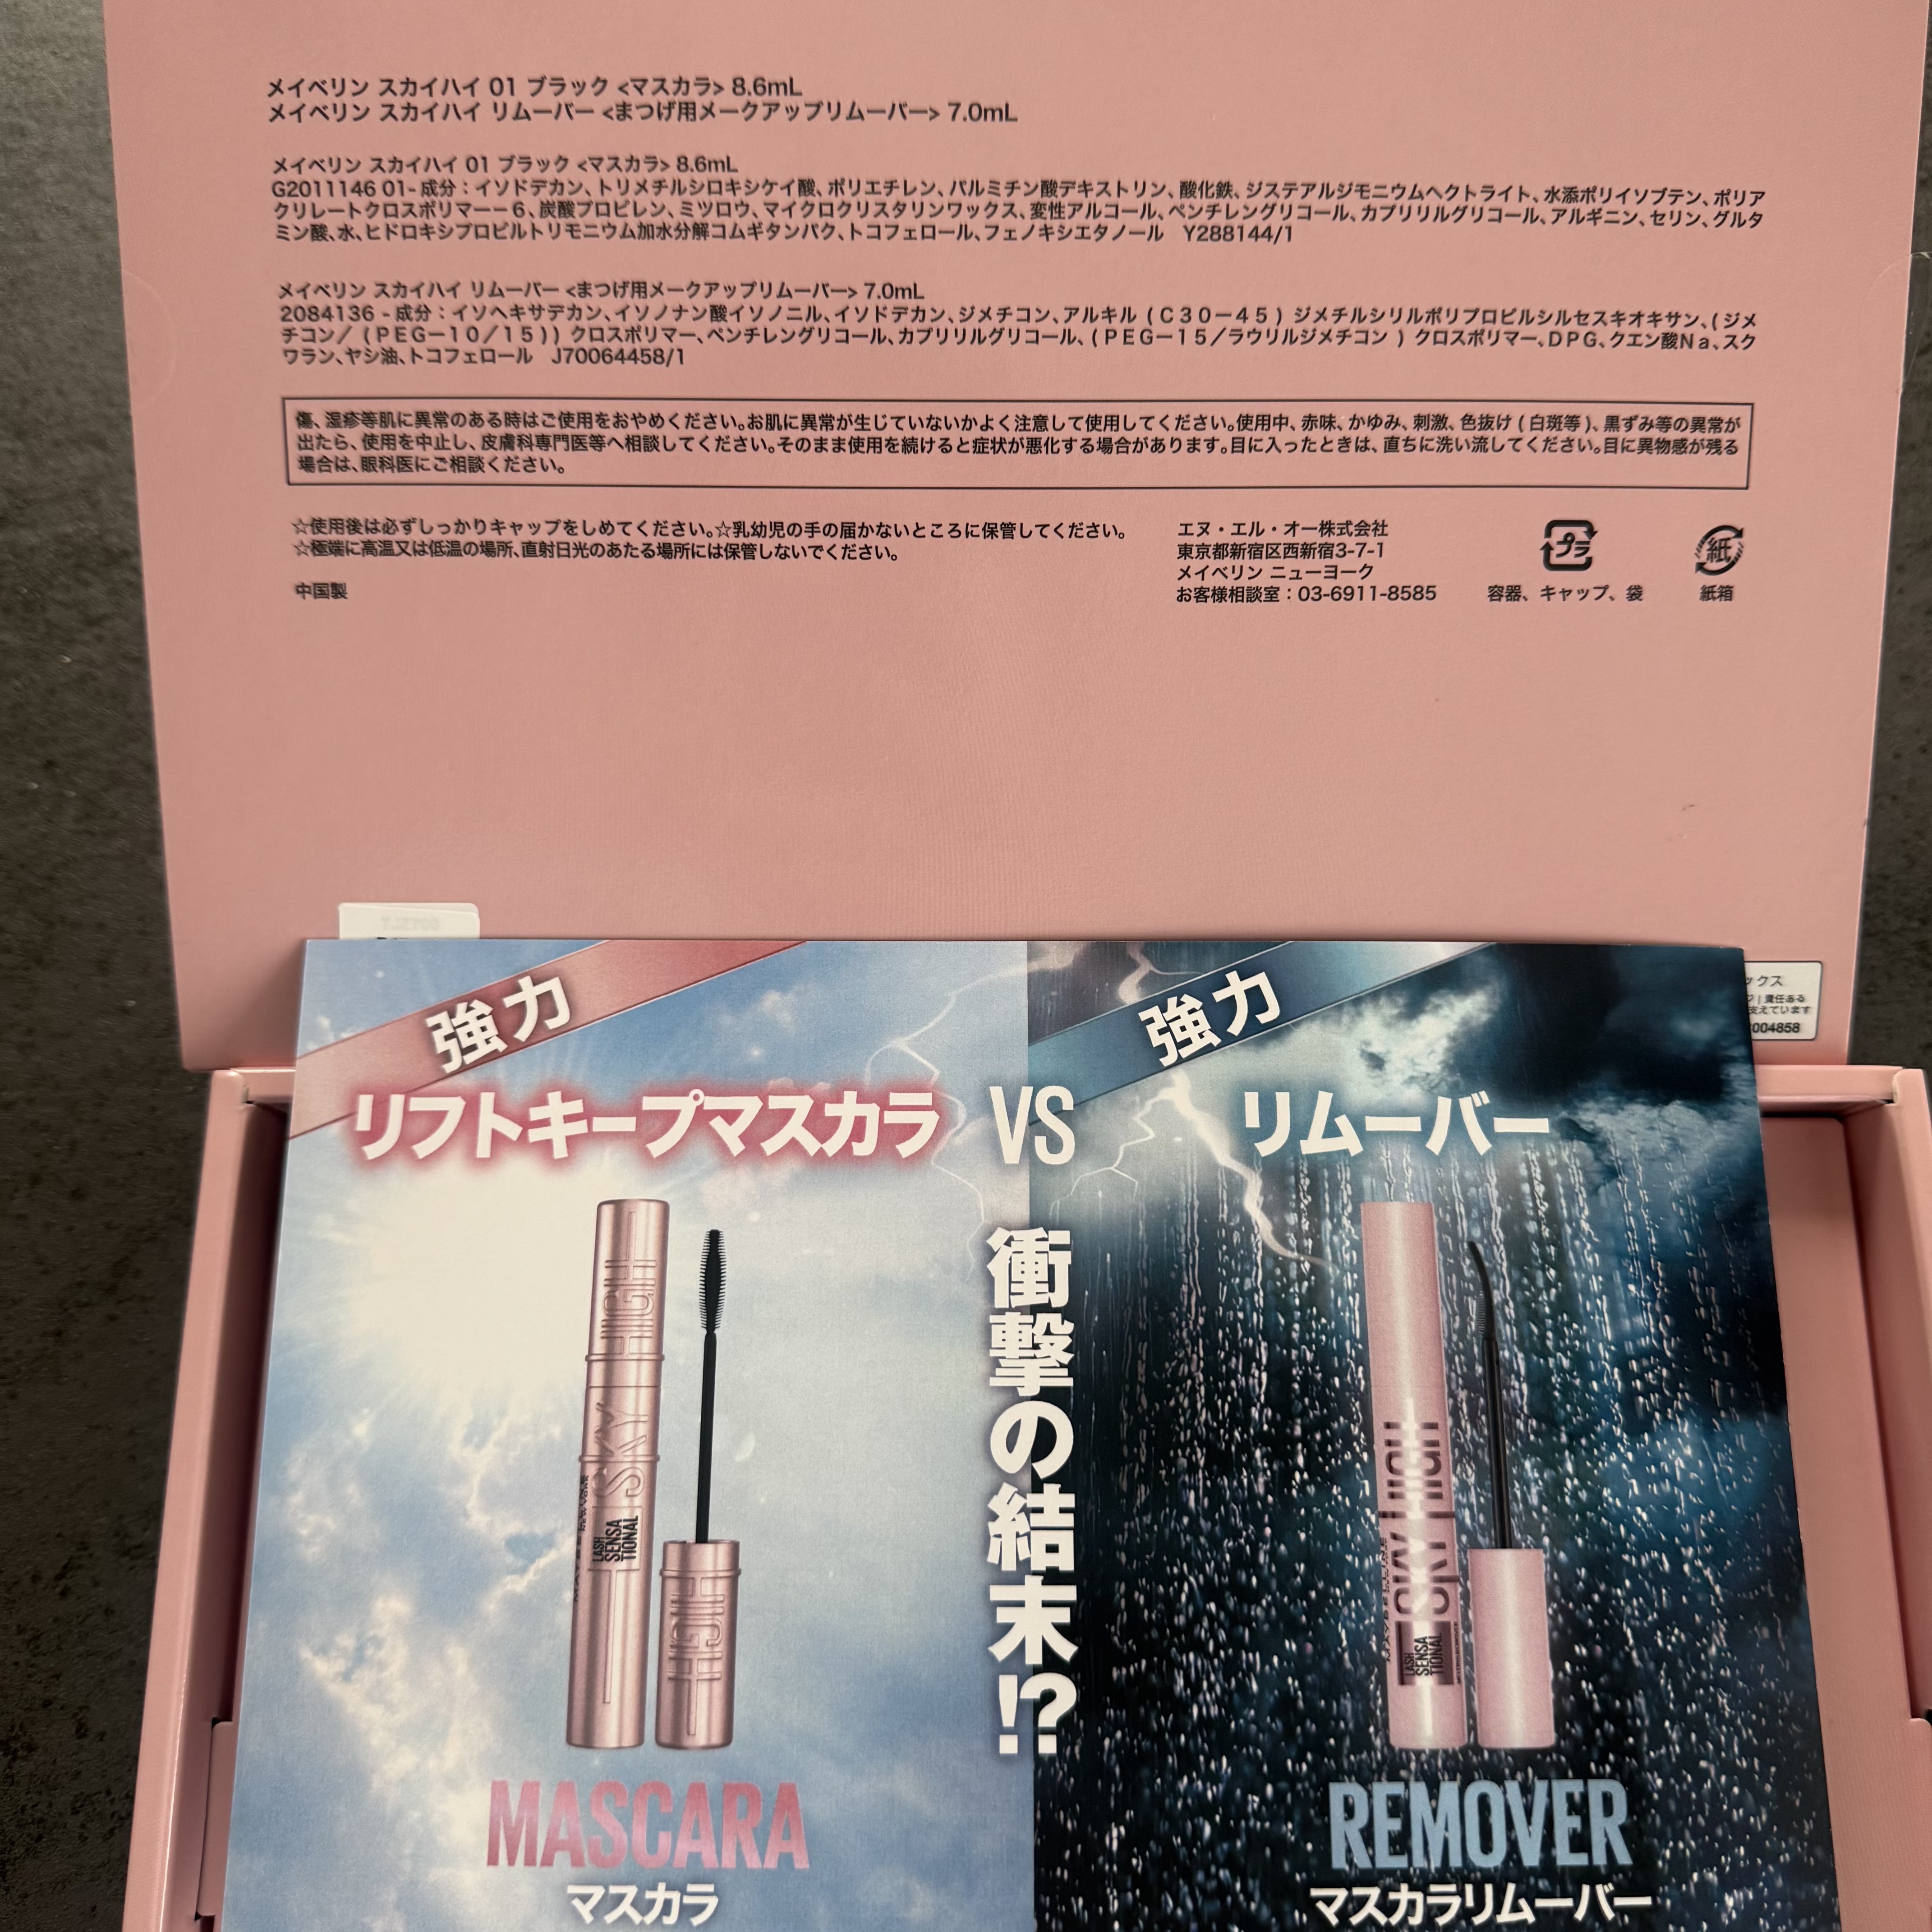 メイベリン スカイハイ 01 ブラック <マスカラ> 8.6mL
メイベリン スカイハイ リムーバー <まつげ用メークアップリムーバー> 7.0mL
メイベリン スカイハイ 01 ブラック <マスカラ> 8.6mL
G2011146 01- 成分：イソドデカン、トリメチルシロキシケイ酸、ポリエチレン、パルミチン酸デキストリン、酸化鉄、ジステアルジモニウムヘクトライト、水添ポリイソブテン、ポリア
クリレートクロスポリマー－６、炭酸プロピレン、ミツロウ、マイクロクリスタリンワックス、変性アルコール、ペンチレングリコール、カプリリルグリコール、アルギニン、セリン、グルタ
ミン酸、水、ヒドロキシプロピルトリモニウム加水分解コムギタンパク、トコフェロール、フェノキシエタノール　Y288144/1
メイベリン スカイハイ リムーバー <まつげ用メークアップリムーバー> 7.0mL
2084136 - 成分：イソヘキサデカン、イソノナン酸イソノニル、イソドデカン、ジメチコン、アルキル（Ｃ３０－４５）ジメチルシリルポリプロピルシルセスキオキサン、（ジメ
チコン／（ＰＥＧ－１０／１５））クロスポリマー、ペンチレングリコール、カプリリルグリコール、（ＰＥＧ－１５／ラウリルジメチコン）クロスポリマー、ＤＰＧ、クエン酸Ｎａ、スク
ワラン、ヤシ油、トコフェロール　J70064458/1
傷、湿疹等肌に異常のある時はご使用をおやめください。お肌に異常が生じていないかよく注意して使用してください。使用中、赤味、かゆみ、刺激、色抜け（白斑等）、黒ずみ等の異常が
出たら、使用を中止し、皮膚科専門医等へ相談してください。そのまま使用を続けると症状が悪化する場合があります。目に入ったときは、直ちに洗い流してください。目に異物感が残る
場合は、眼科医にご相談ください。
☆使用後は必ずしっかりキャップをしめてください。☆乳幼児の手の届かないところに保管してください。
☆極端に高温又は低温の場所、直射日光のあたる場所には保管しないでください。
中国製
エヌ・エル・オー株式会社
東京都新宿区西新宿3-7-1
メイベリン ニューヨーク
お客様相談室：03-6911-8585
プラ
容器、キャップ、袋
紙
紙箱
ックス
責任ある
支えています
004858
強力
リフトキープマスカラ
VS
強力
リムーバー
衝撃の結末!?
SKY HIGH
LASH
SENSA
TIONAL
HIGH
SKY HIGH
LASH
SENSA
TIONAL
MASCARA
マスカラ
REMOVER
マスカラリムーバー